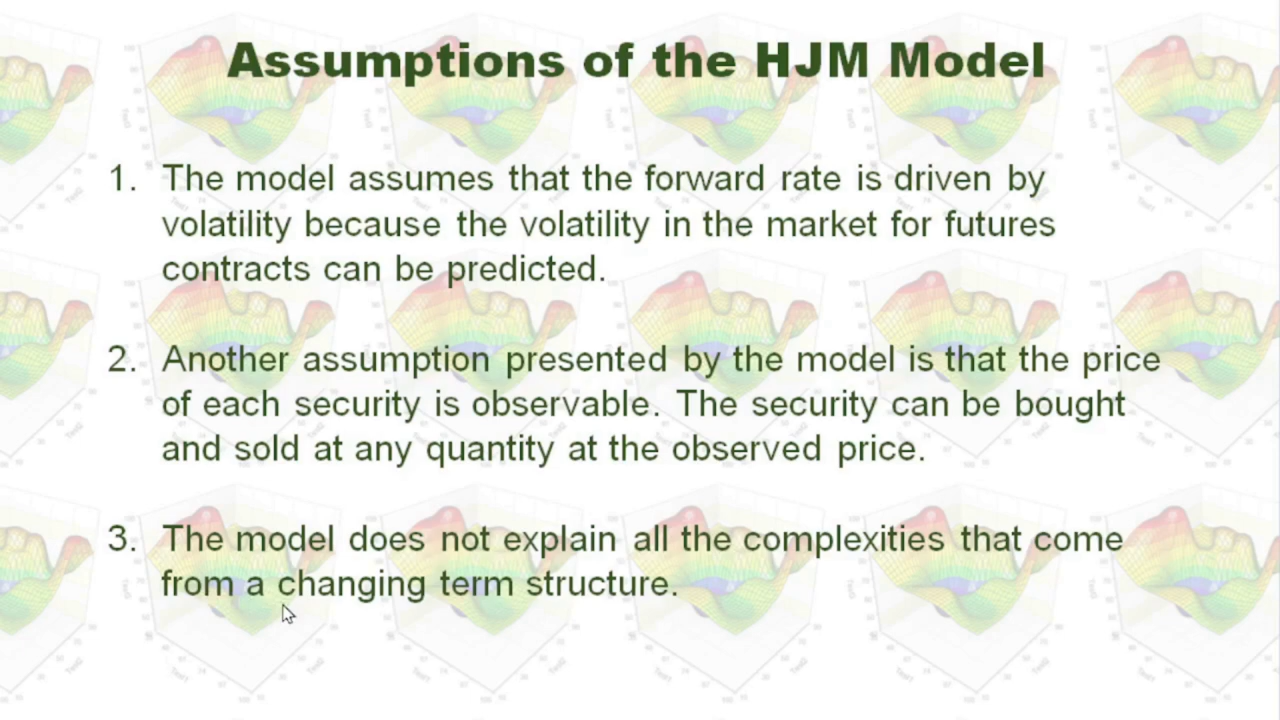 Assumptions of the HJM Model
1. The model assumes that the forward rate is driven by
volatility because the volatility in the market for futures
contracts can be predicted.
2. Another assumption presented by the model is that the price
of each security is observable. The security can be bought
and sold at any quantity at the observed price.
3. The model does not explain all the complexities that come
from a changing term structure.